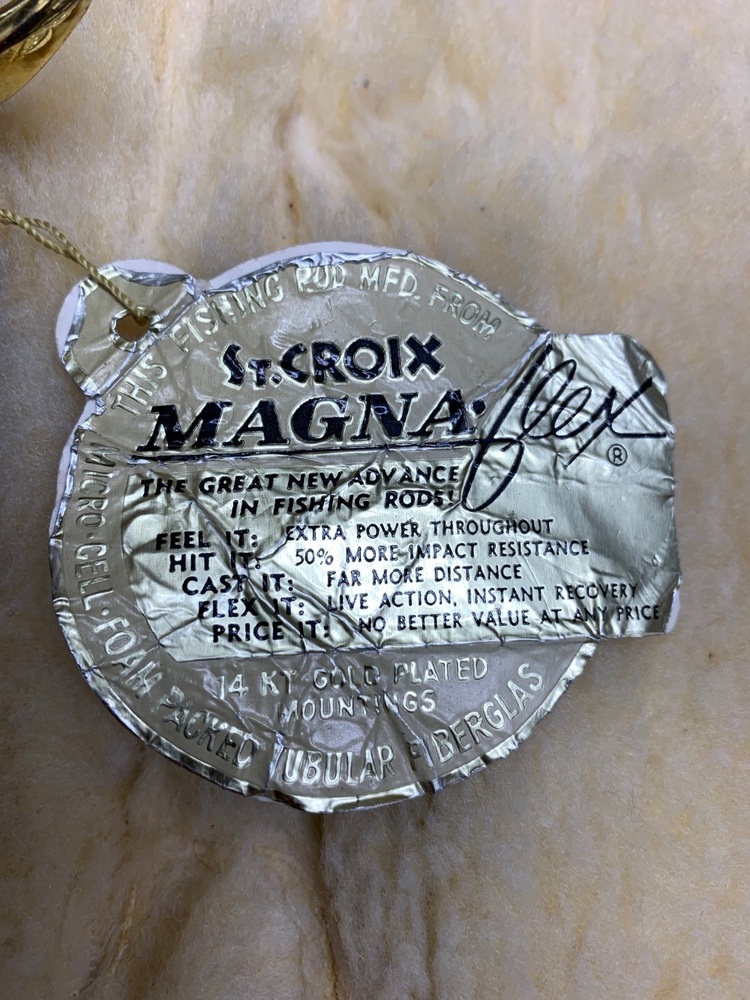 THIS FISHING ROD MFD. FROM
ST. CROIX
MAGNA·flex ®
THE GREAT NEW ADVANCE
IN FISHING RODS!
FEEL IT: EXTRA POWER THROUGHOUT
HIT IT: 50% MORE IMPACT RESISTANCE
CAST IT: FAR MORE DISTANCE
FLEX IT: LIVE ACTION, INSTANT RECOVERY
PRICE IT: NO BETTER VALUE AT ANY PRICE
14 KT GOLD PLATED
MOUNTINGS
MICRO·CELL·FOAM PACKED TUBULAR FIBERGLAS